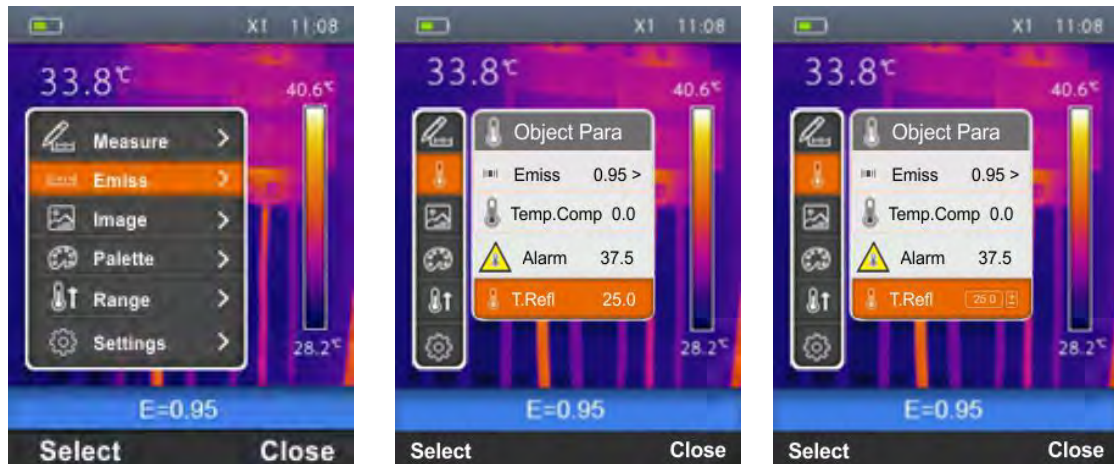 X1 11:08
33.8℃
40.6℃
Measure >
Emiss >
Image >
Palette >
Range >
Settings >
28.2℃
E=0.95
Select Close
X1 11:08
33.8℃
40.6℃
Object Para
Emiss 0.95 >
Temp.Comp 0.0
Alarm 37.5
T.Refl 25.0
28.2℃
E=0.95
Select Close
X1 11:08
33.8℃
40.6℃
Object Para
Emiss 0.95 >
Temp.Comp 0.0
Alarm 37.5
T.Refl 25.0 ±
28.2℃
E=0.95
Select Close